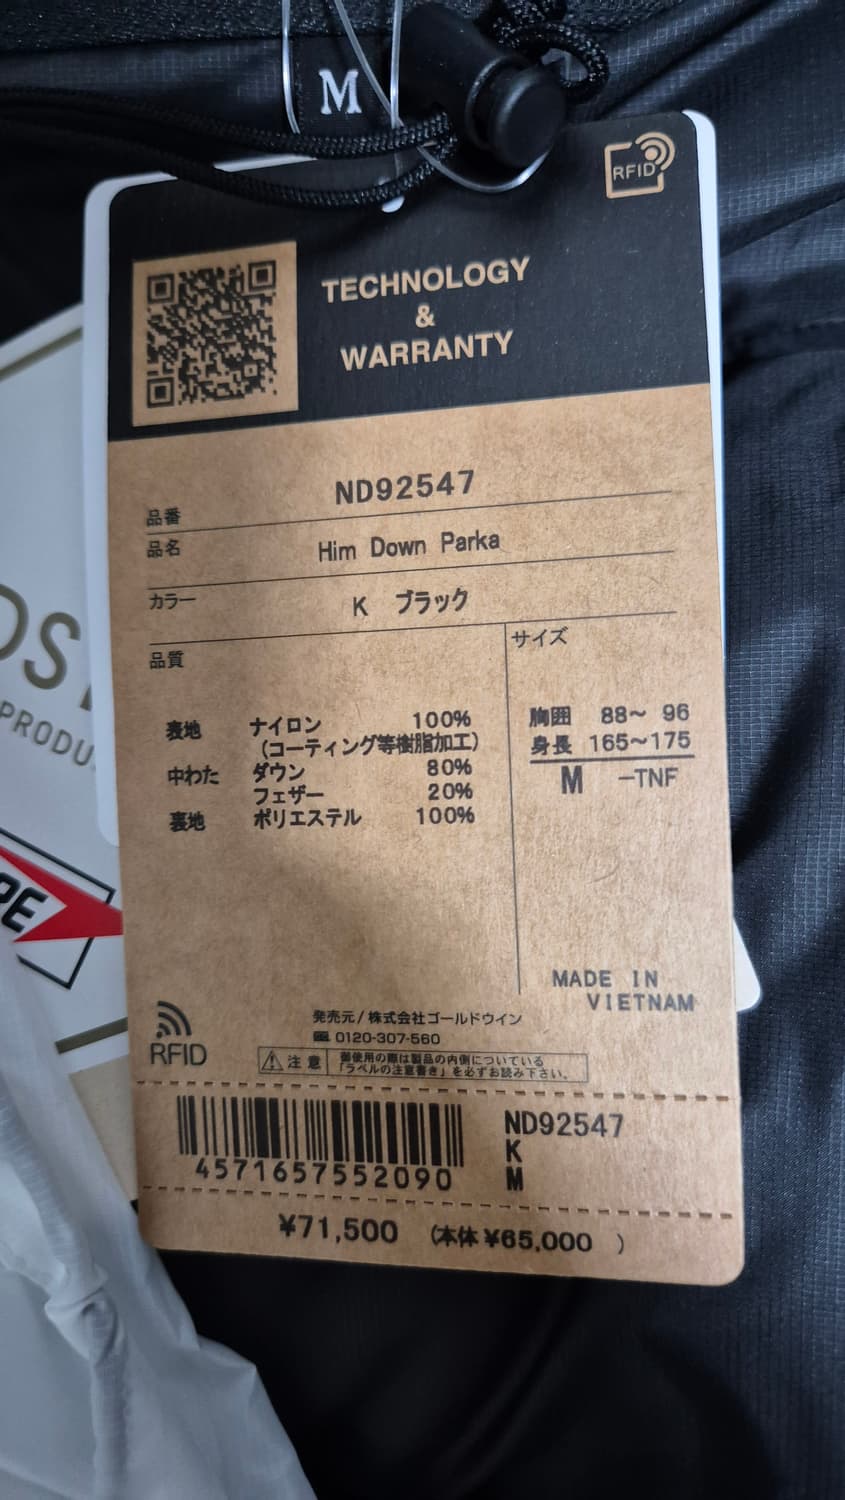 M
RFID
TECHNOLOGY
&
WARRANTY
ND92547
品番
品名 Him Down Parka
カラー K ブラック
品質
サイズ
表地 ナイロン 100%
(コーティング等樹脂加工)
中わた ダウン 80%
フェザー 20%
裏地 ポリエステル 100%
胸囲 88~ 96
身長 165~175
M -TNF
MADE IN
VIETNAM
RFID
発売元/株式会社ゴールドウイン
0120-307-560
注意 御使用の際は製品の内側についている
「ラベルの注意書き」を必ずお読み下さい。
4571657552090
ND92547
K
M
¥71,500 (本体¥65,000 )
PRODU